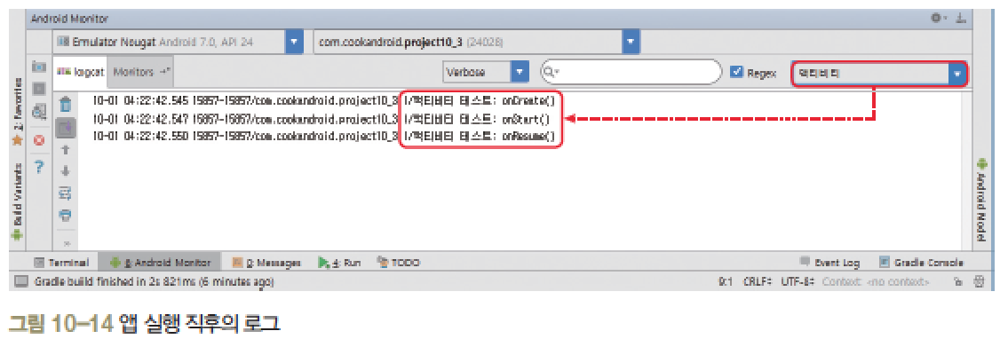 Android Monitor
Emulator Nougat Android 7.0, API 24 com.cookandroid.project10_3 (24028)
logcat Monitors Verbose Regex 액티비티
10-01 04:22:42.545 15857-15857/com.cookandroid.project10_3 I/액티비티 테스트: onCreate()
10-01 04:22:42.547 15857-15857/com.cookandroid.project10_3 I/액티비티 테스트: onStart()
10-01 04:22:42.550 15857-15857/com.cookandroid.project10_3 I/액티비티 테스트: onResume()
2: Favorites
Build Variants
Android Model
Terminal 6: Android Monitor 0: Messages 4: Run TODO Event Log Gradle Console
Gradle build finished in 2s 821ms (6 minutes ago) 9:1 CRLF UTF-8 Context: <no context>
그림 10-14 앱 실행 직후의 로그